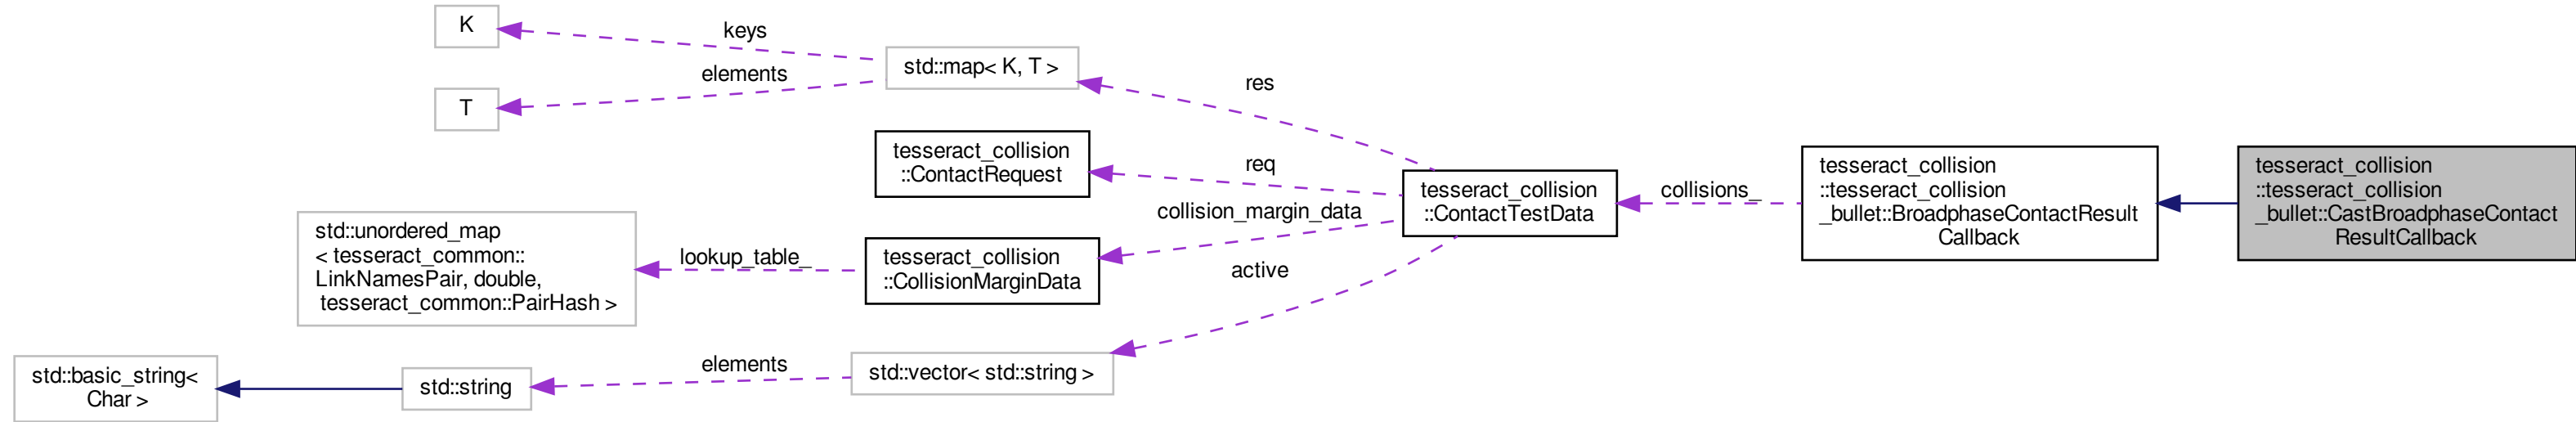 K
keys
std::map< K, T >
elements
T
res
tesseract_collision
::ContactRequest
req
tesseract_collision
::ContactTestData
collisions_
tesseract_collision
::tesseract_collision
_bullet::BroadphaseContactResult
Callback
tesseract_collision
::tesseract_collision
_bullet::CastBroadphaseContact
ResultCallback
collision_margin_data
std::unordered_map
< tesseract_common::
LinkNamesPair, double,
tesseract_common::PairHash >
lookup_table_
tesseract_collision
::CollisionMarginData
active
std::basic_string<
Char >
std::string
elements
std::vector< std::string >